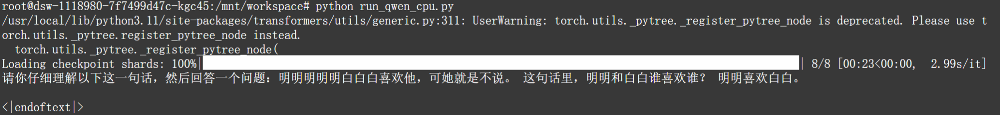 root@dsw-1118980-7f7499d47c-kgc45:/mnt/workspace# python run_qwen_cpu.py
/usr/local/lib/python3.11/site-packages/transformers/utils/generic.py:311: UserWarning: torch.utils._pytree._register_pytree_node is deprecated. Please use t
orch.utils._pytree.register_pytree_node instead.
  torch.utils._pytree._register_pytree_node(
Loading checkpoint shards: 100%|██████████| 8/8 [00:23<00:00,  2.99s/it]
请你仔细理解以下这一句话，然后回答一个问题：明明明明明白白白喜欢他，可她就是不说。 这句话里，明明和白白谁喜欢谁？ 明明喜欢白白。
<|endoftext|>